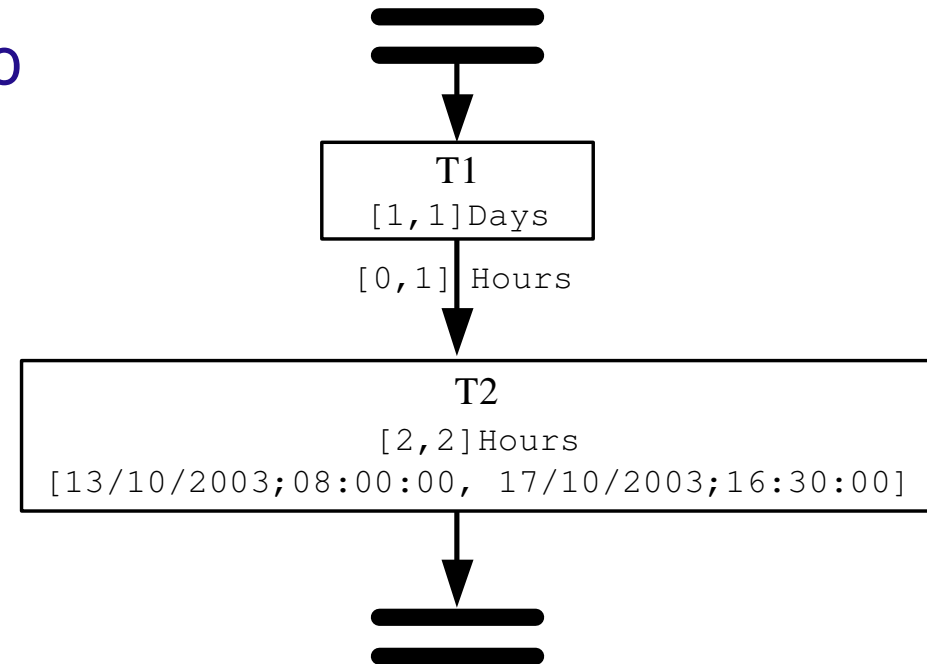 o
T1
[1,1]Days
[0,1] Hours
T2
[2,2]Hours
[13/10/2003;08:00:00, 17/10/2003;16:30:00]